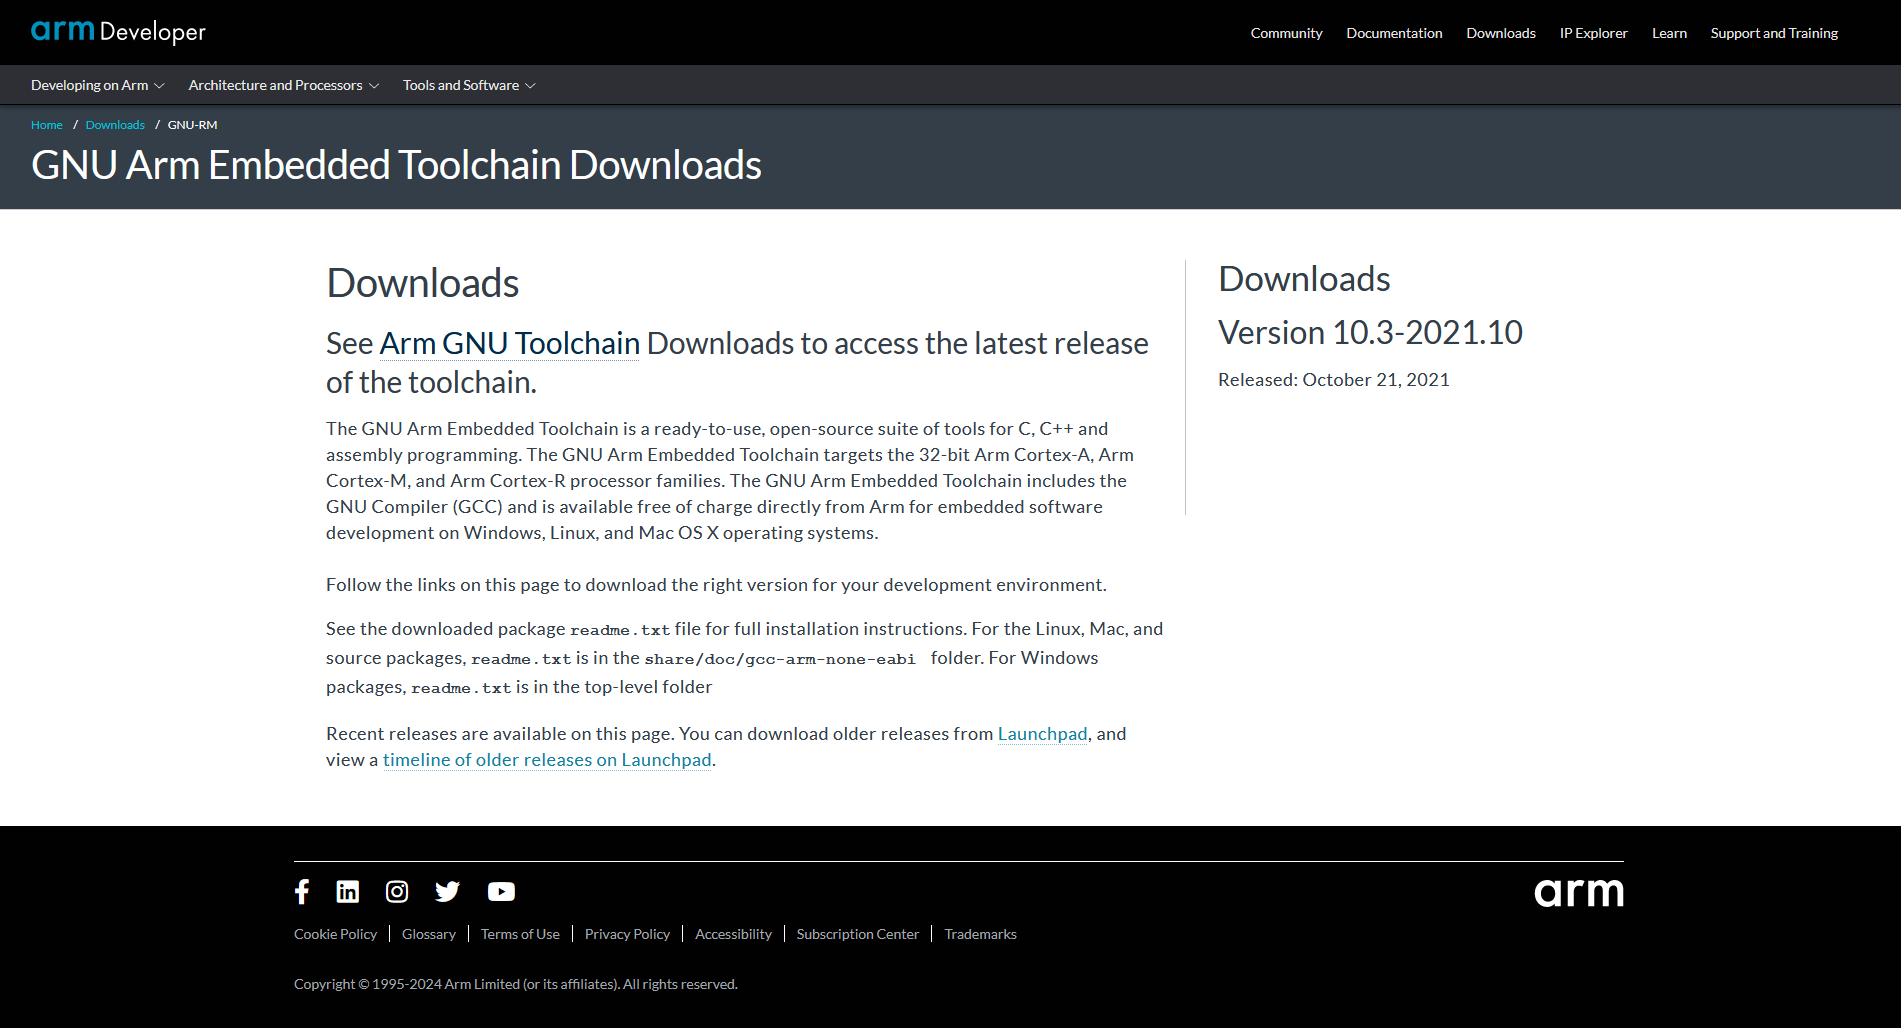 arm Developer
Community Documentation Downloads IP Explorer Learn Support and Training
Developing on Arm Architecture and Processors Tools and Software
Home / Downloads / GNU-RM
GNU Arm Embedded Toolchain Downloads
Downloads
See Arm GNU Toolchain Downloads to access the latest release
of the toolchain.
The GNU Arm Embedded Toolchain is a ready-to-use, open-source suite of tools for C, C++ and
assembly programming. The GNU Arm Embedded Toolchain targets the 32-bit Arm Cortex-A, Arm
Cortex-M, and Arm Cortex-R processor families. The GNU Arm Embedded Toolchain includes the
GNU Compiler (GCC) and is available free of charge directly from Arm for embedded software
development on Windows, Linux, and Mac OS X operating systems.
Follow the links on this page to download the right version for your development environment.
See the downloaded package readme.txt file for full installation instructions. For the Linux, Mac, and
source packages, readme.txt is in the share/doc/gcc-arm-none-eabi folder. For Windows
packages, readme.txt is in the top-level folder
Recent releases are available on this page. You can download older releases from Launchpad, and
view a timeline of older releases on Launchpad.
Downloads
Version 10.3-2021.10
Released: October 21, 2021
arm
Cookie Policy Glossary Terms of Use Privacy Policy Accessibility Subscription Center Trademarks
Copyright © 1995-2024 Arm Limited (or its affiliates). All rights reserved.